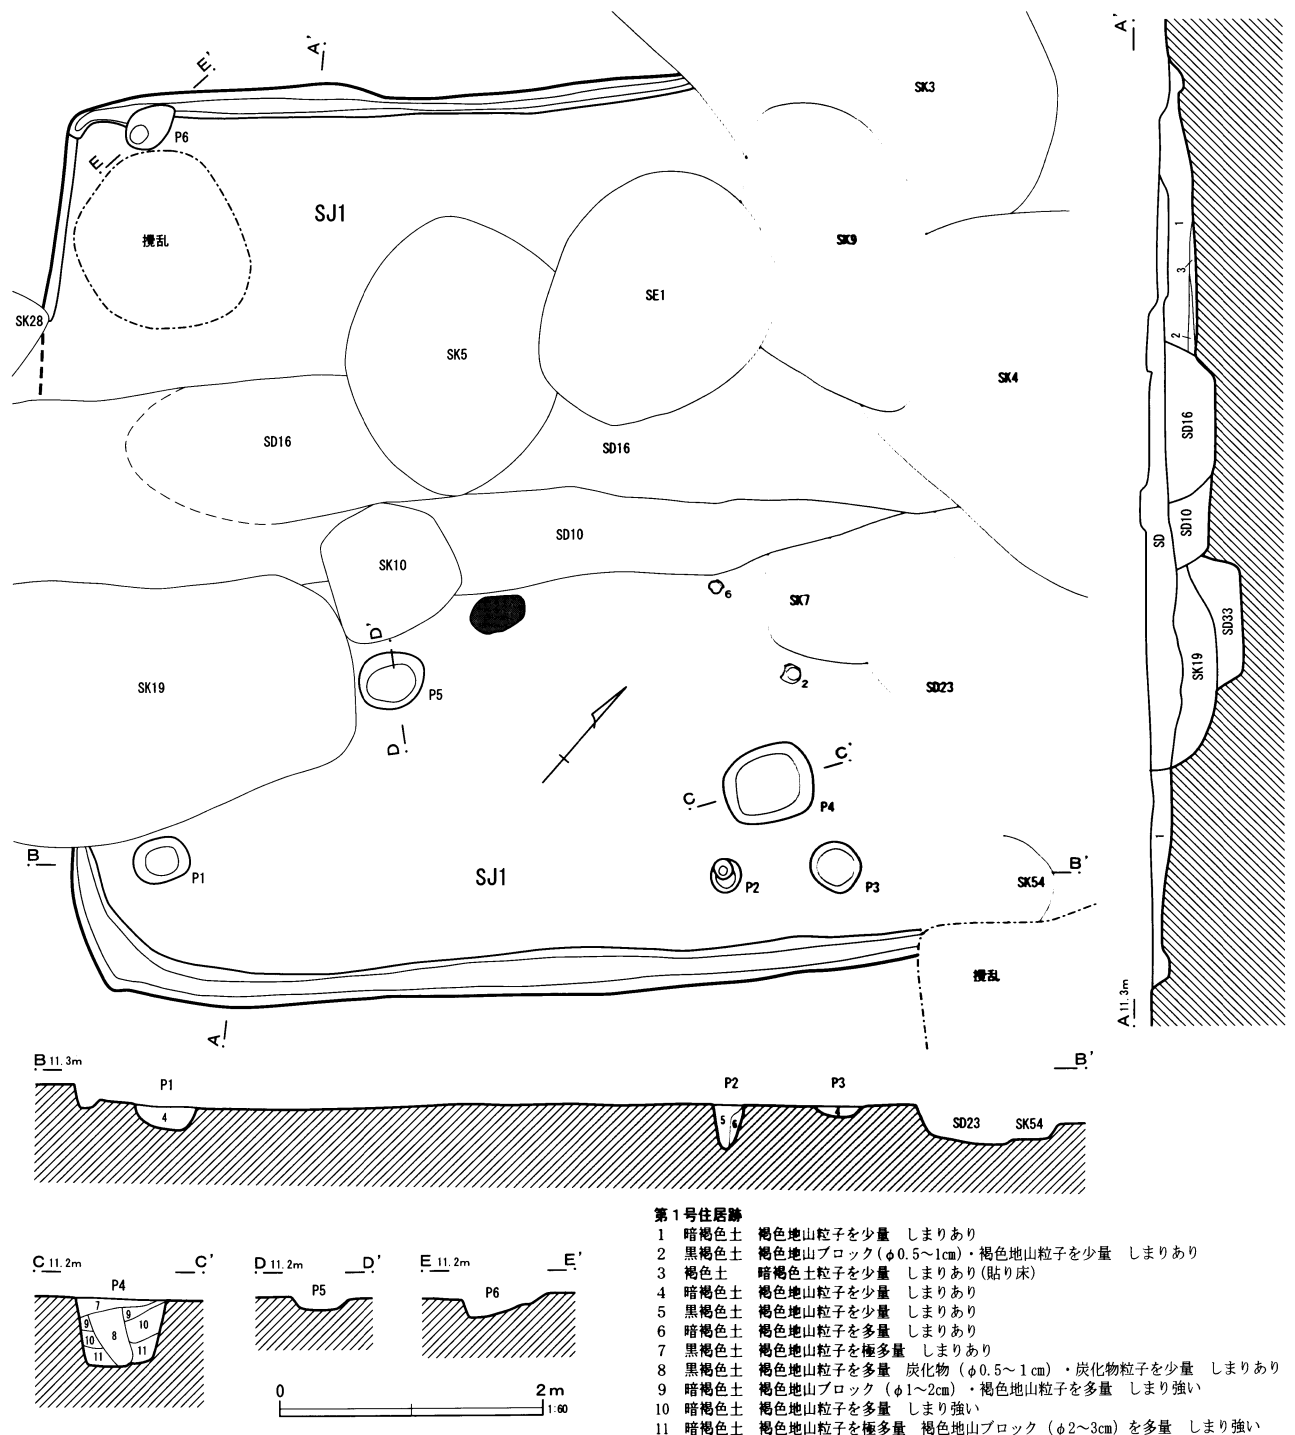 A'
E'
A'
SK3
P6
E
SJ1
攪乱
SK9
SE1
SK28
SK5
SK4
1
3
2
SD16
SD16
SD16
SD10
SD10
SD
SK10
6
SK7
D'
SD33
SK19
SK19
P5
2
SD23
D
C'
C
P4
1
B
P1
SJ1
P2
P3
SK54
B'
攪乱
A
A 11.3m
B 11.3m
B'
P1
P2
P3
4
5
6
4
SD23
SK54
C 11.2m
C'
P4
7
9
9
10
8
10
11
11
D 11.2m
D'
P5
E 11.2m
E'
P6
0
2m
1:60
第1号住居跡
1 暗褐色土 褐色地山粒子を少量 しまりあり
2 黒褐色土 褐色地山ブロック(φ0.5～1cm)・褐色地山粒子を少量 しまりあり
3 褐色土 暗褐色土粒子を少量 しまりあり(貼り床)
4 暗褐色土 褐色地山粒子を少量 しまりあり
5 黒褐色土 褐色地山粒子を少量 しまりあり
6 暗褐色土 褐色地山粒子を多量 しまりあり
7 黒褐色土 褐色地山粒子を極多量 しまりあり
8 黒褐色土 褐色地山粒子を多量 炭化物（φ0.5～1cm）・炭化物粒子を少量 しまりあり
9 暗褐色土 褐色地山ブロック（φ1～2cm）・褐色地山粒子を多量 しまり強い
10 暗褐色土 褐色地山粒子を多量 しまり強い
11 暗褐色土 褐色地山粒子を極多量 褐色地山ブロック（φ2～3cm）を多量 しまり強い